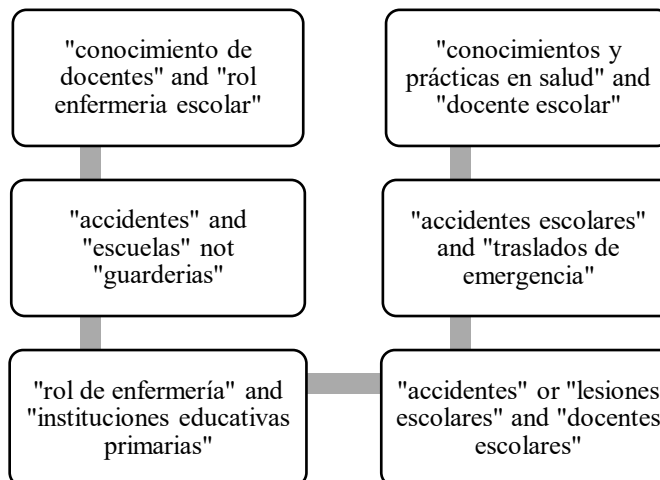 "conocimiento de
docentes" and "rol
enfermeria escolar"
"accidentes" and
"escuelas" not
"guarderias"
"rol de enfermería" and
"instituciones educativas
primarias"
"accidentes" or "lesiones
escolares" and "docentes
escolares"
"accidentes escolares"
and "traslados de
emergencia"
"conocimientos y
prácticas en salud" and
"docente escolar"